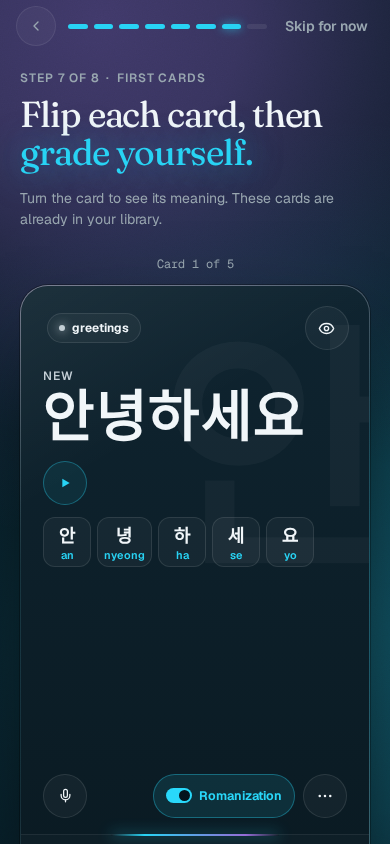 Skip for now
STEP 7 OF 8 · FIRST CARDS
Flip each card, then
grade yourself.
Turn the card to see its meaning. These cards are
already in your library.
Card 1 of 5
greetings
NEW
안녕하세요
안 녕 하 세 요
an nyeong ha se yo
Romanization